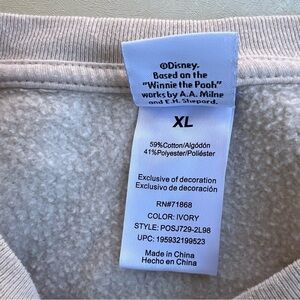 ©Disney.
Based on the
"Winnie the Pooh"
works by A.A. Milne
and E.H. Shepard.
XL
59%Cotton/Algodón
41%Polyester/Poliéster
Exclusive of decoration
Exclusivo de decoración
RN#71868
COLOR: IVORY
STYLE: POSJ729-2L98
UPC: 195932199523
Made in China
Hecho en China